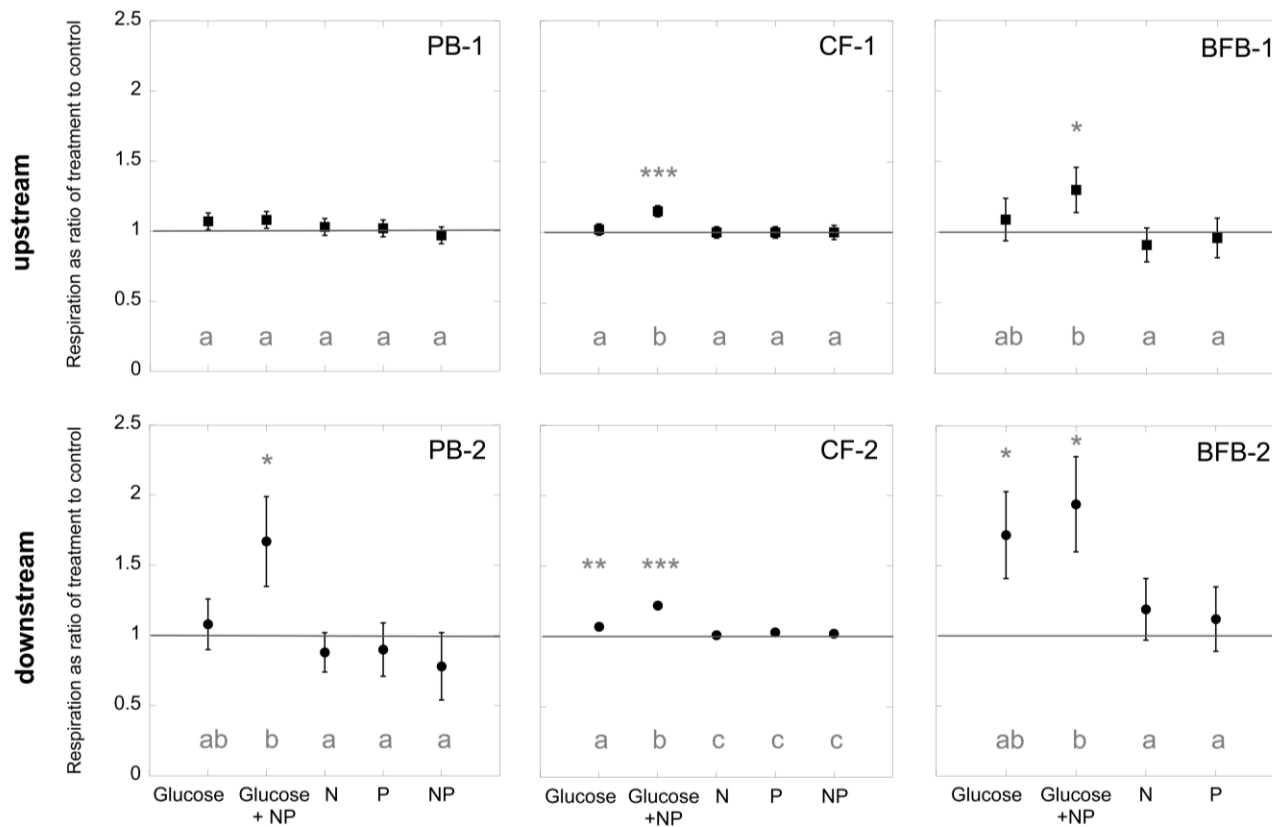 upstream
Respiration as ratio of treatment to control
2.5
2
1.5
1
0.5
0
PB-1
a a a a a
CF-1
***
a b a a a
BFB-1
*
ab b a a
downstream
Respiration as ratio of treatment to control
2.5
2
1.5
1
0.5
0
PB-2
*
ab b a a a
CF-2
** ***
a b c c c
BFB-2
* *
ab b a a
Glucose Glucose N P NP
+ NP
Glucose Glucose N P NP
+NP
Glucose Glucose N P
+NP